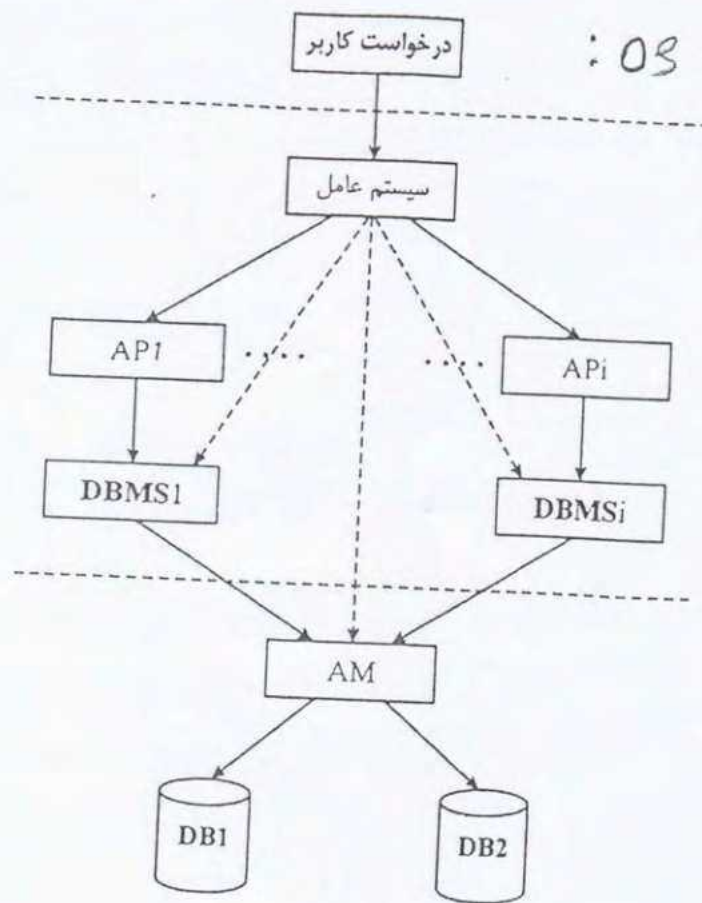 درخواست کاربر
: OS
سیستم عامل
AP1 .... .... APi
DBMS1 DBMSi
AM
DB1 DB2